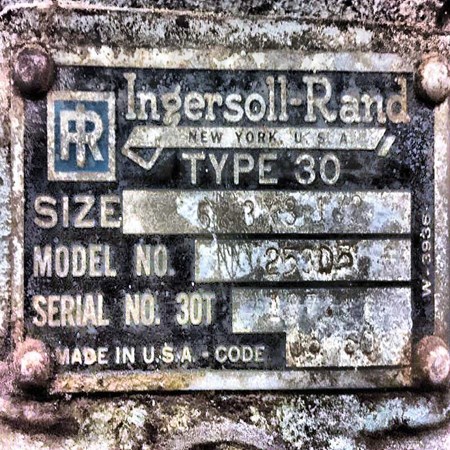 IR
Ingersoll-Rand
NEW YORK, U.S.A.
TYPE 30
SIZE
MODEL NO.
SERIAL NO. 30T
MADE IN U.S.A - CODE
W-3936